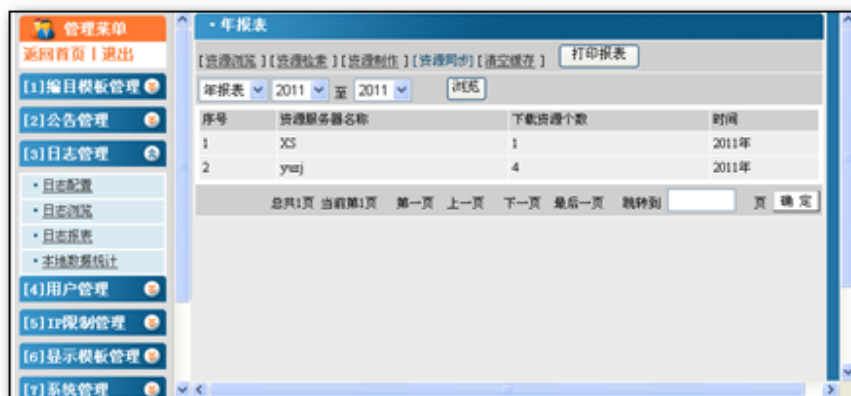 管理菜单
返回首页 | 退出
[1]编目模板管理
[2]公告管理
[3]日志管理
· 日志配置
· 日志浏览
· 日志报表
· 本地数据统计
[4]用户管理
[5]IP限制管理
[6]显示模板管理
[7]系统管理
· 年报表
[资源浏览 ][资源检索 ][资源制作 ][资源同步][清空缓存 ] 打印报表
年报表 2011 至 2011 浏览
序号 资源服务器名称 下载资源个数 时间
1 XS 1 2011年
2 yszj 4 2011年
总共1页 当前第1页 第一页 上一页 下一页 最后一页 跳转到 页 确 定